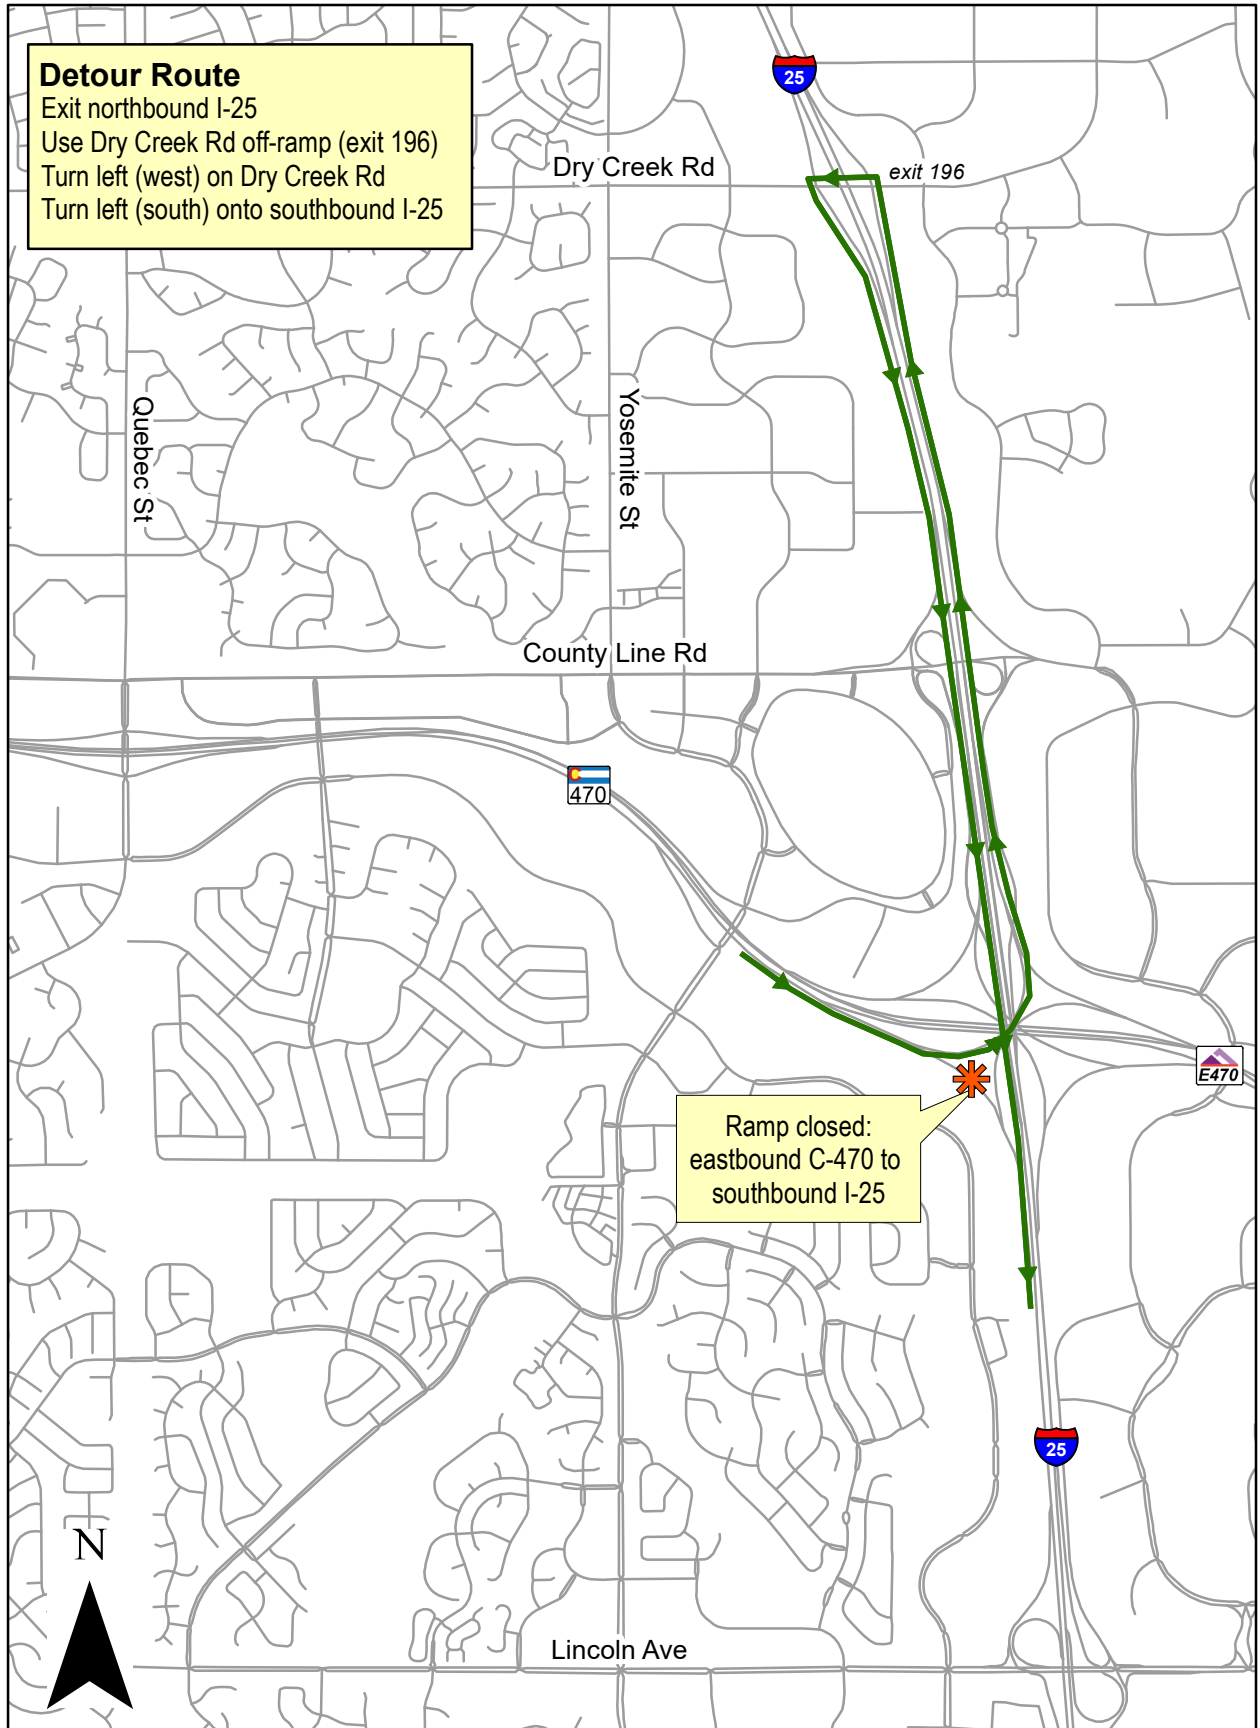 25
Detour Route
Exit northbound I-25
Use Dry Creek Rd off-ramp (exit 196)
Turn left (west) on Dry Creek Rd
Turn left (south) onto southbound I-25
Dry Creek Rd
exit 196
Quebec St
Yosemite St
County Line Rd
C
470
E470
Ramp closed:
eastbound C-470 to
southbound I-25
25
N
Lincoln Ave